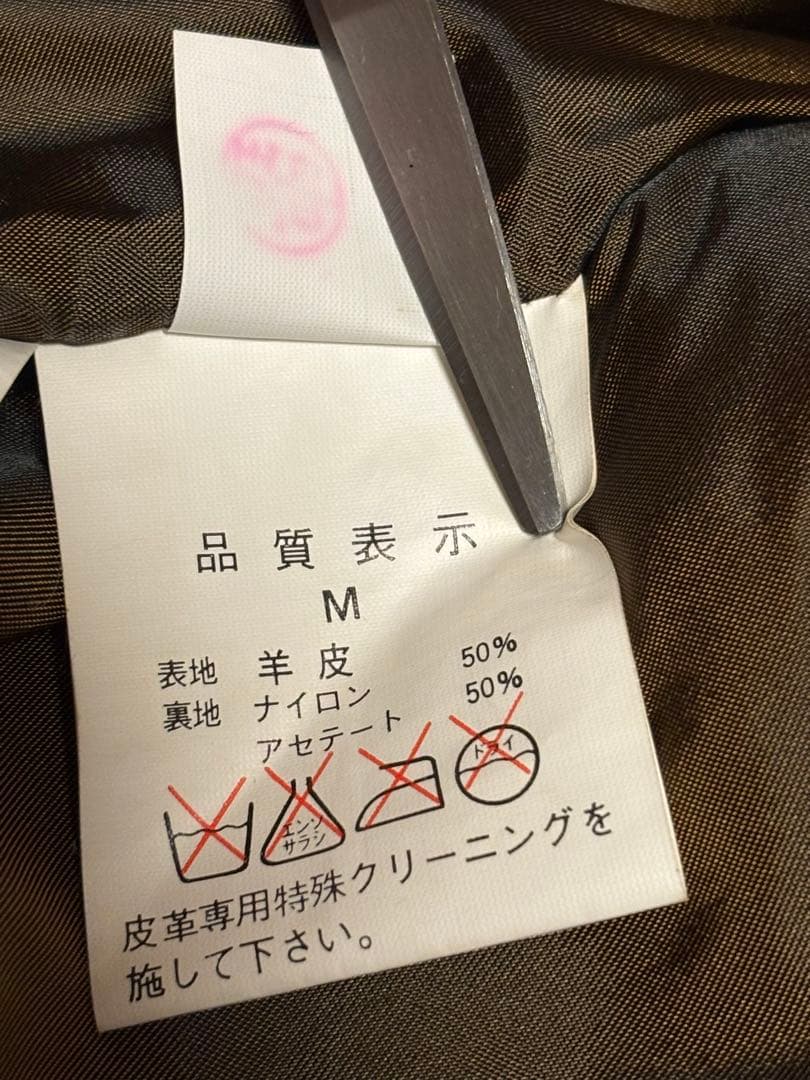 品質表示
M
表地 羊皮 50%
裏地 ナイロン 50%
アセテート
エンソ
サラシ
ドライ
皮革専用特殊クリーニングを
施して下さい。